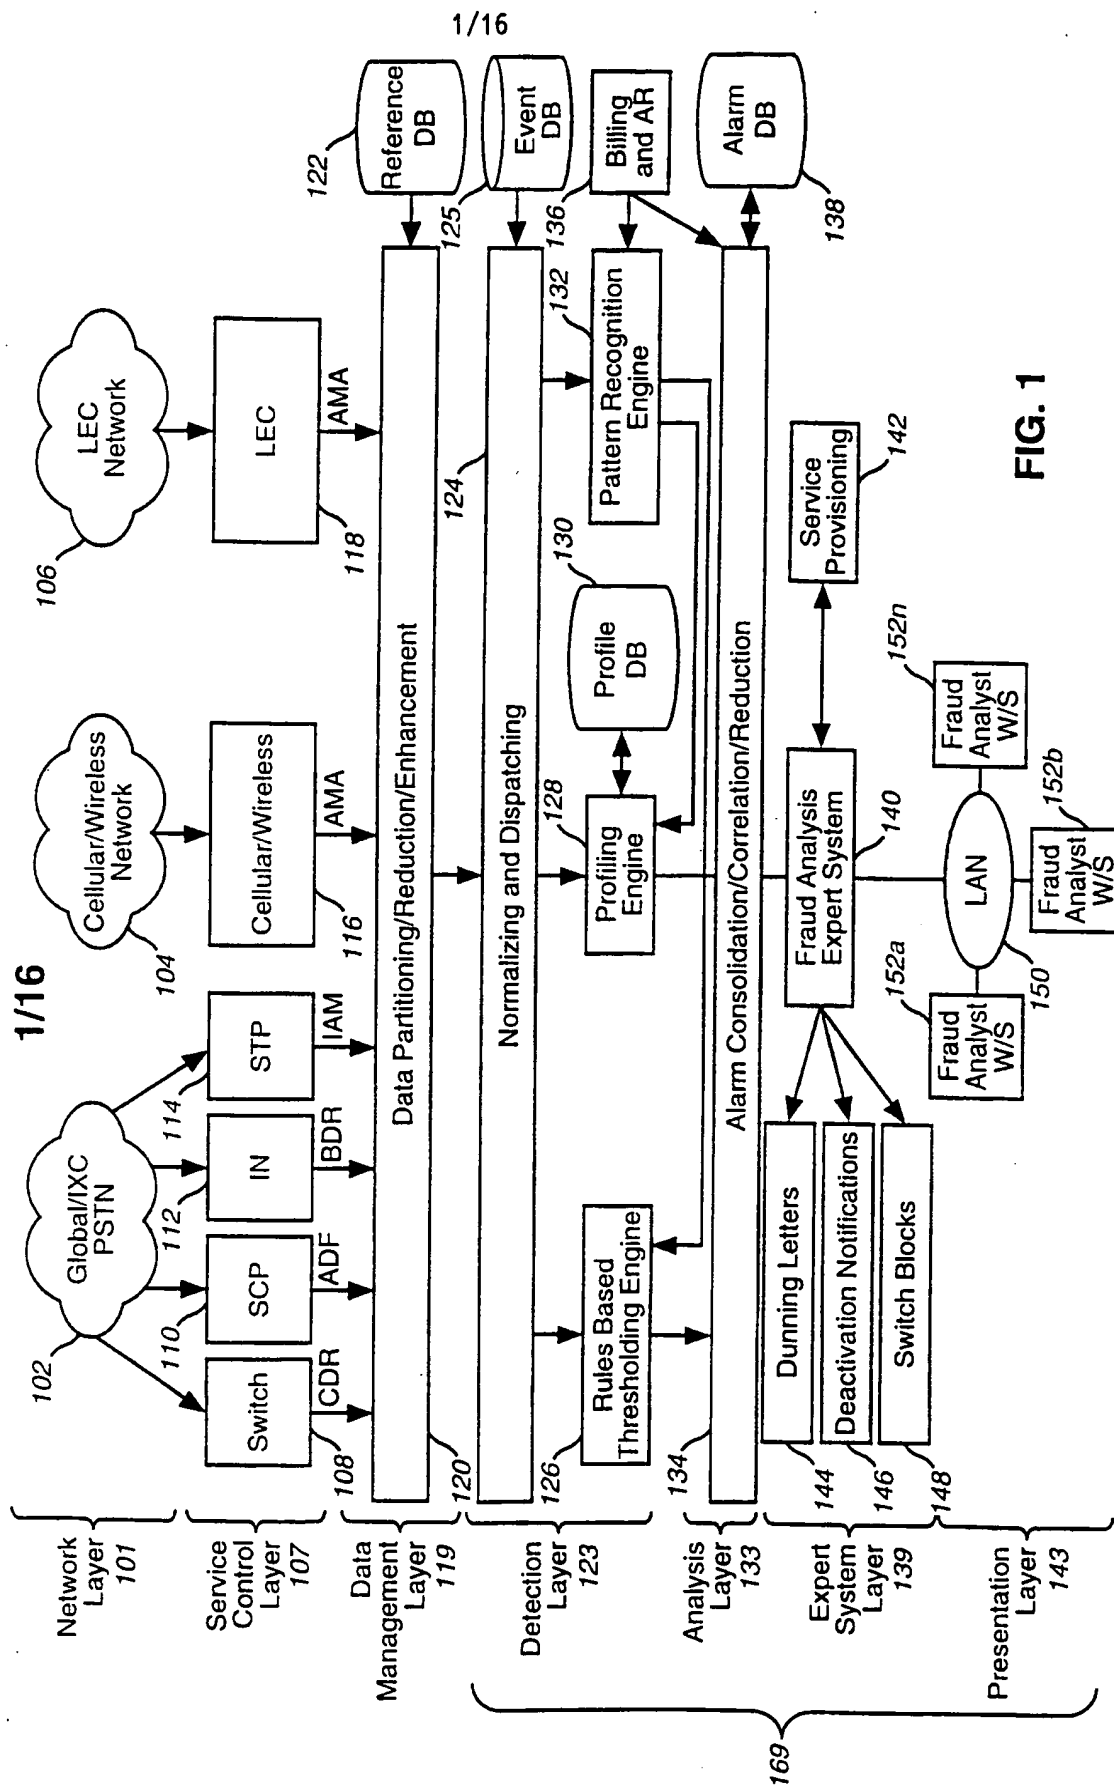 1/16
1/16
Network
Layer
101
Global/IXC
PSTN
102
Cellular/Wireless
Network
104
LEC
Network
106
Service
Control
Layer
107
Switch
108
SCP
110
IN
112
STP
114
Cellular/Wireless
116
LEC
118
CDR
ADF
BDR
IAM
AMA
AMA
Data
Management
Layer 119
120
Data Partitioning/Reduction/Enhancement
Reference
DB
122
Detection
Layer 123
Normalizing and Dispatching
124
Event
DB
125
126
Rules Based
Thresholding Engine
128
Profiling
Engine
Profile
DB
130
132
Pattern Recognition
Engine
136
Billing
and AR
Analysis
Layer
133
134
Alarm Consolidation/Correlation/Reduction
Alarm
DB
138
Expert
System
Layer
139
Dunning Letters
144
Deactivation Notifications
146
Switch Blocks
148
Fraud Analysis
Expert System
140
Service
Provisioning
142
Presentation
Layer
143
152a
Fraud
Analyst
W/S
LAN
150
Fraud
Analyst
W/S
152b
Fraud
Analyst
W/S
152n
169
FIG. 1